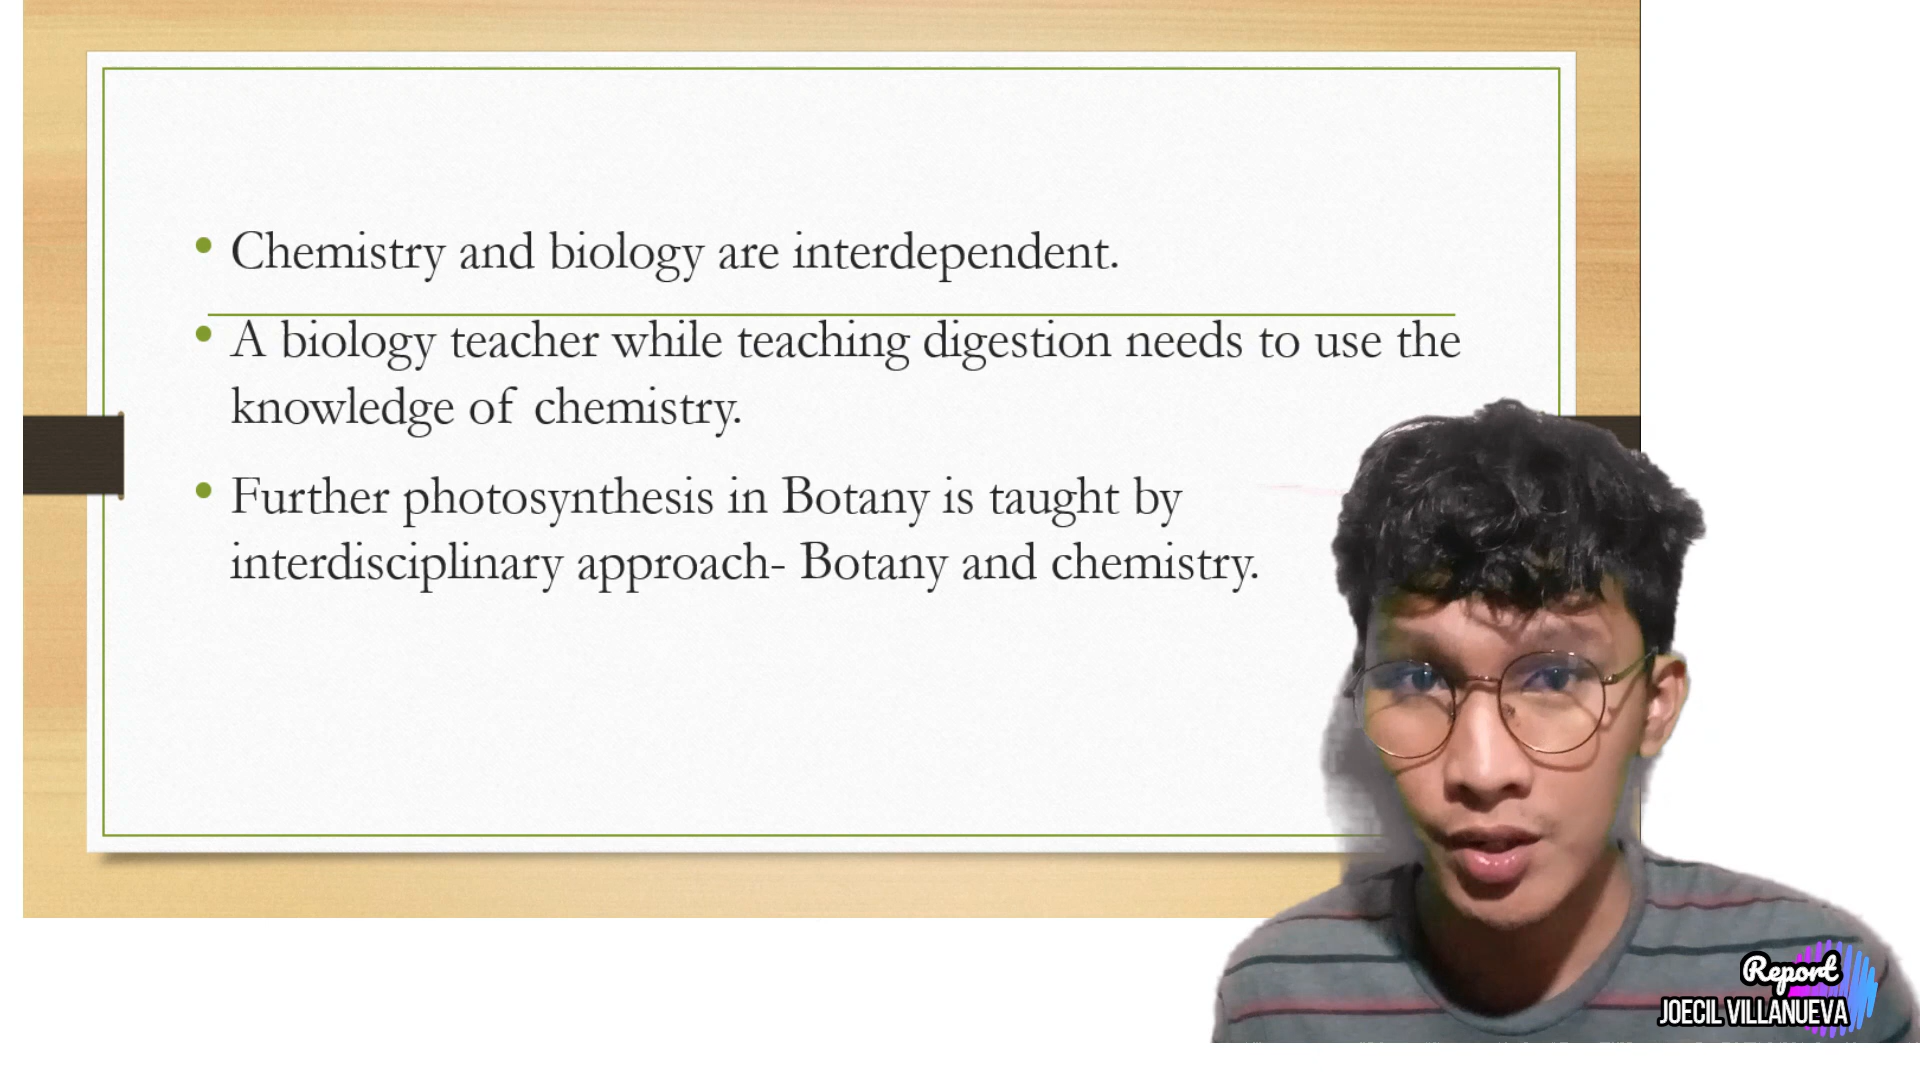 • Chemistry and biology are interdependent.
• A biology teacher while teaching digestion needs to use the
knowledge of chemistry.
• Further photosynthesis in Botany is taught by
interdisciplinary approach- Botany and chemistry.
Report
JOECIL VILLANUEVA